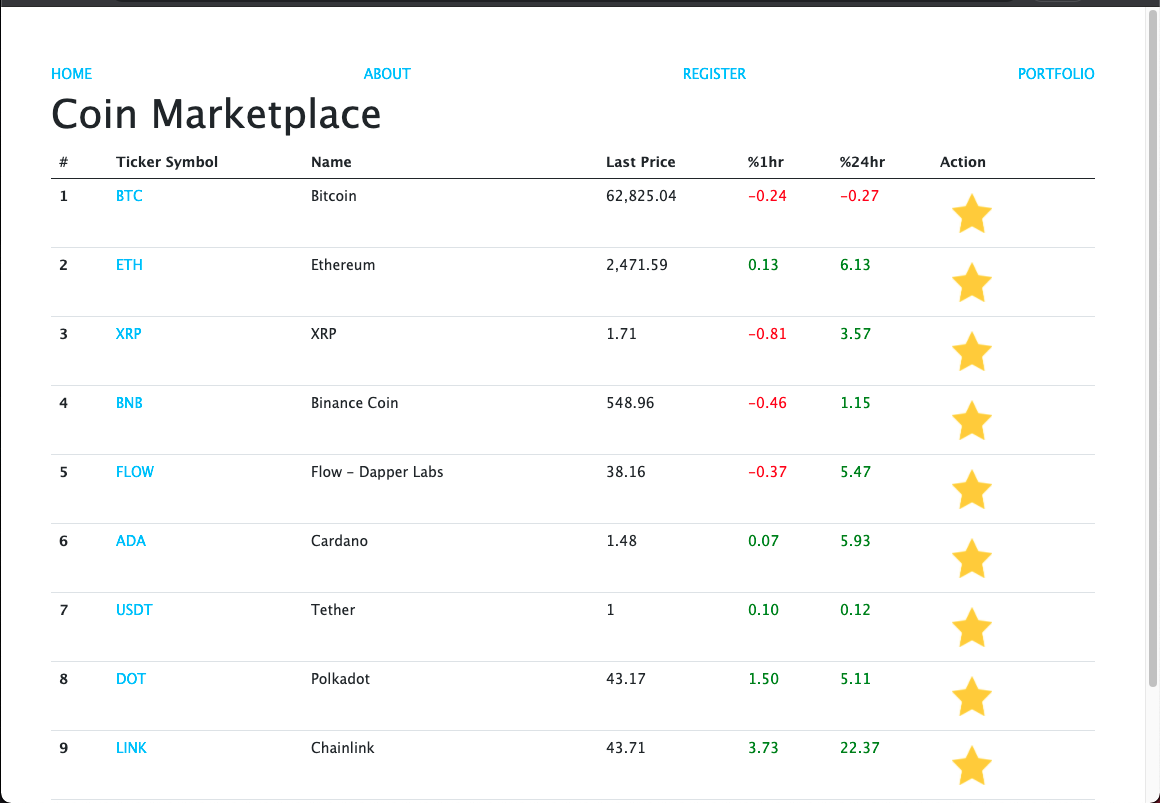 HOME ABOUT REGISTER PORTFOLIO
Coin Marketplace
# Ticker Symbol Name Last Price %1hr %24hr Action
1 BTC Bitcoin 62,825.04 -0.24 -0.27
2 ETH Ethereum 2,471.59 0.13 6.13
3 XRP XRP 1.71 -0.81 3.57
4 BNB Binance Coin 548.96 -0.46 1.15
5 FLOW Flow - Dapper Labs 38.16 -0.37 5.47
6 ADA Cardano 1.48 0.07 5.93
7 USDT Tether 1 0.10 0.12
8 DOT Polkadot 43.17 1.50 5.11
9 LINK Chainlink 43.71 3.73 22.37